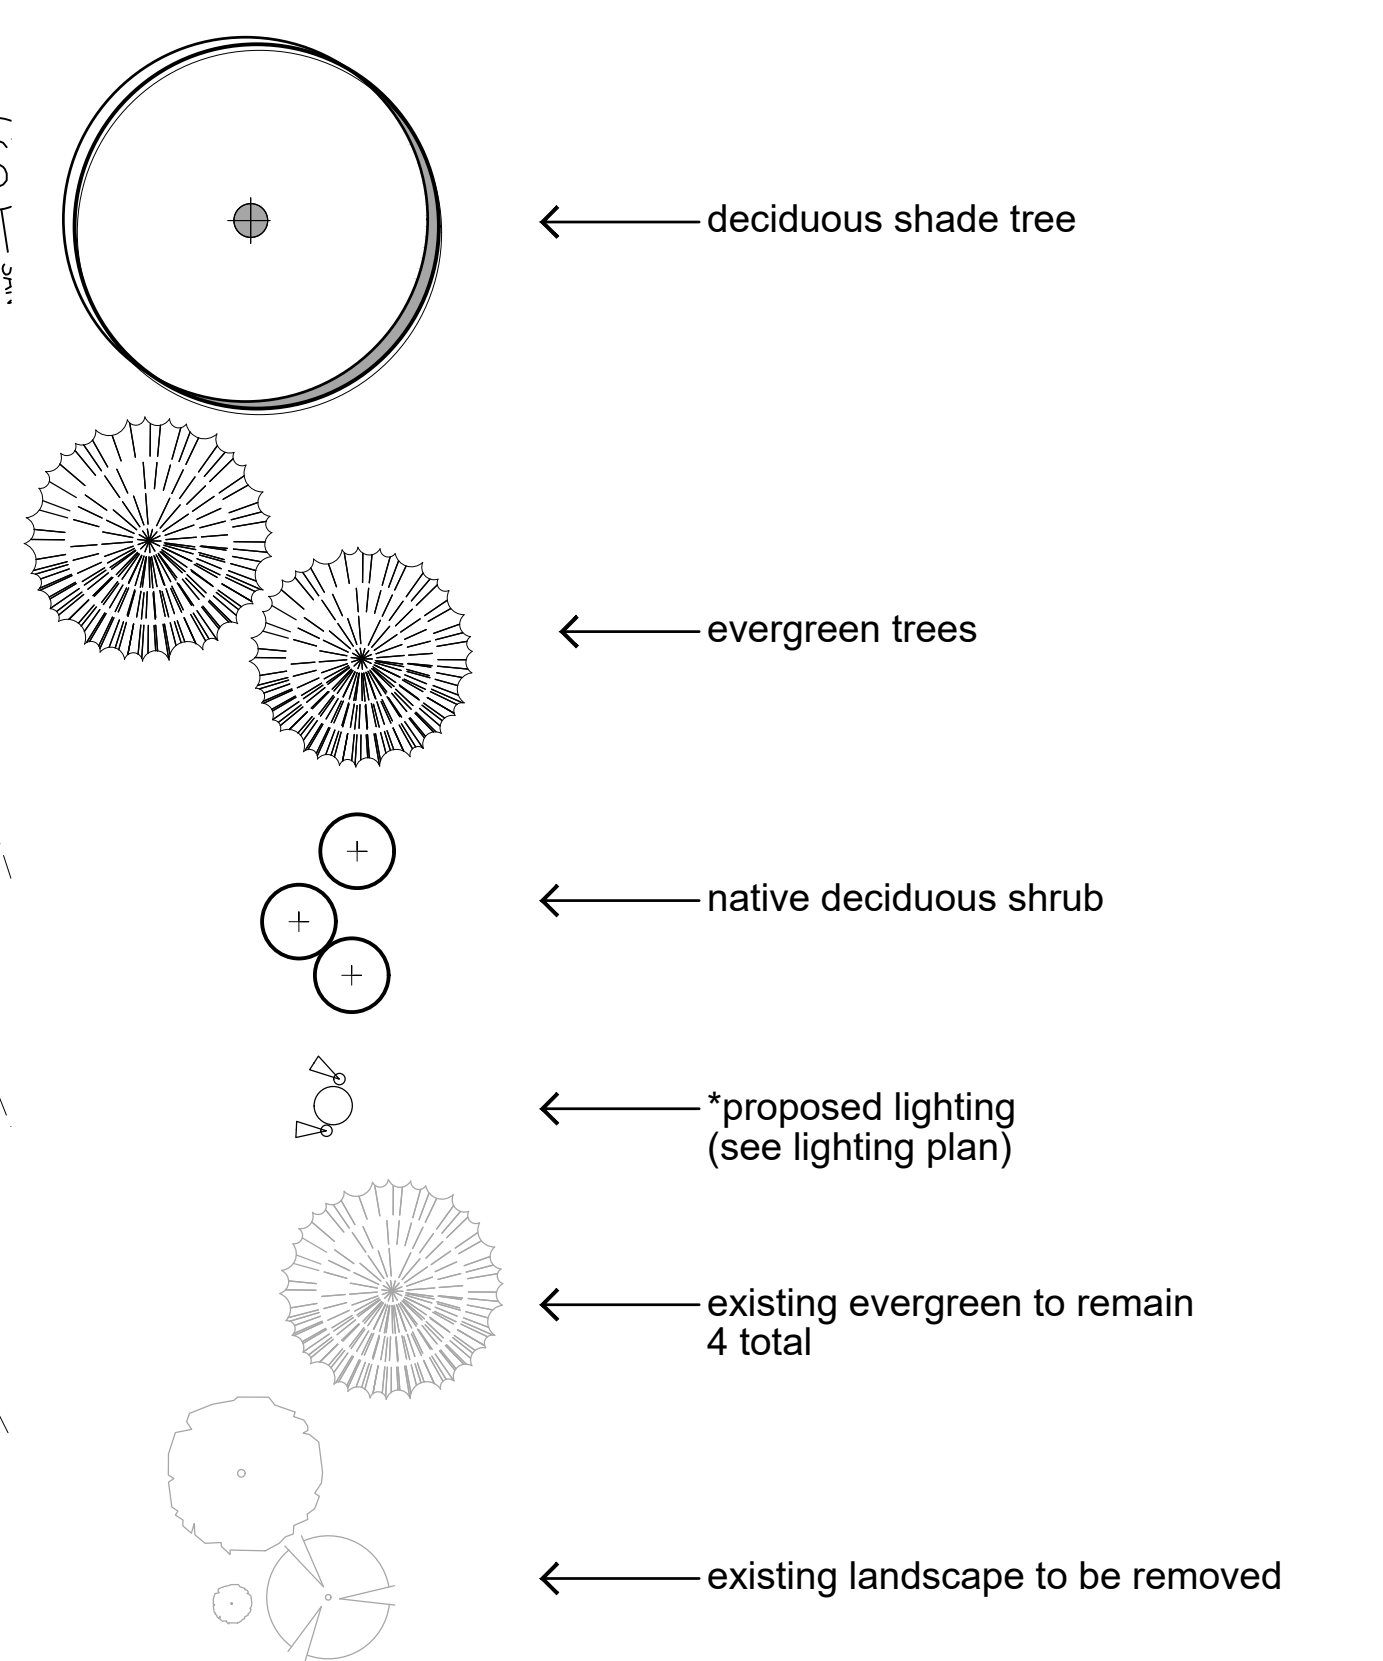 deciduous shade tree
evergreen trees
native deciduous shrub
*proposed lighting
(see lighting plan)
existing evergreen to remain
4 total
existing landscape to be removed